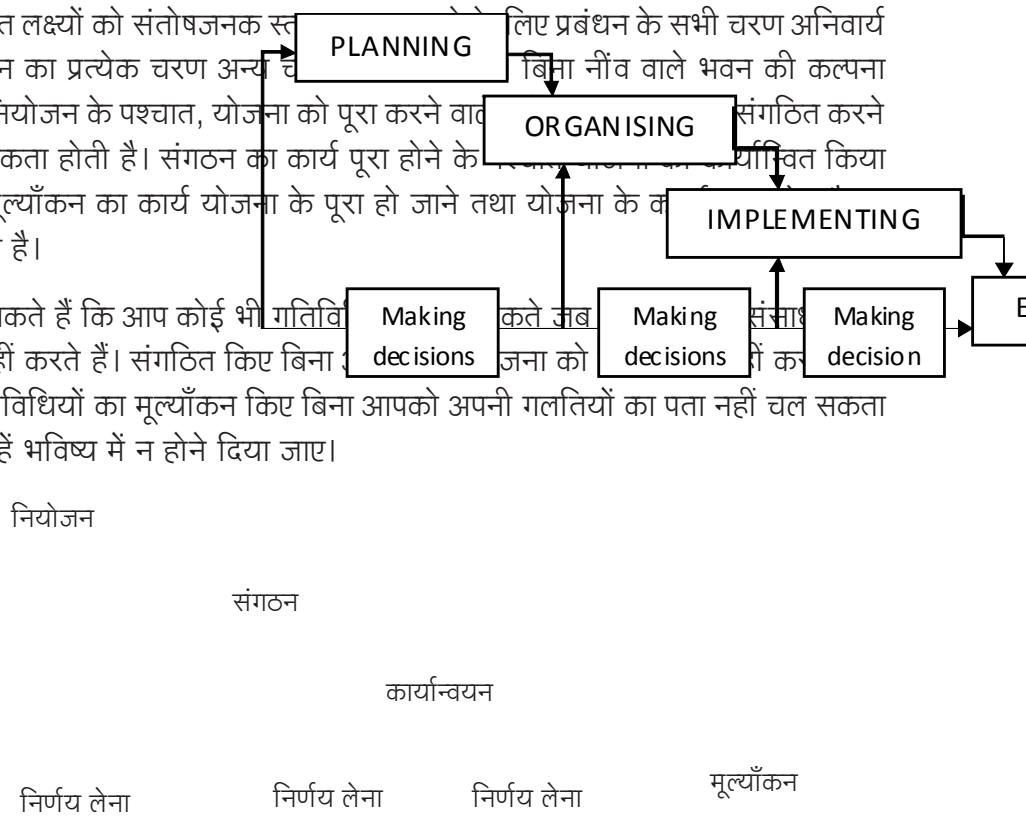 त लक्ष्यों को संतोषजनक लिए प्रबंधन के सभी चरण अनिवार्य
PLANNING
न का प्रत्येक चरण अन्य बिना नींव वाले भवन की कल्पना
नियोजन के पश्चात, योजना को पूरा करने संगठित करने
ORGANISING
कता होती है। संगठन का कार्य पूरा होने के कार्यान्वित किया
मूल्याँकन का कार्य योजना के पूरा हो जाने तथा योजना के
IMPLEMENTING
है।
E
कते हैं कि आप कोई भी कते जब
Making decisions
Making decisions
Making decision
हीं करते हैं। संगठित किए बिना जना को
विधियों का मूल्याँकन किए बिना आपको अपनी गलतियों का पता नहीं चल सकता
हें भविष्य में न होने दिया जाए।
नियोजन
संगठन
कार्यान्वयन
मूल्याँकन
निर्णय लेना निर्णय लेना निर्णय लेना